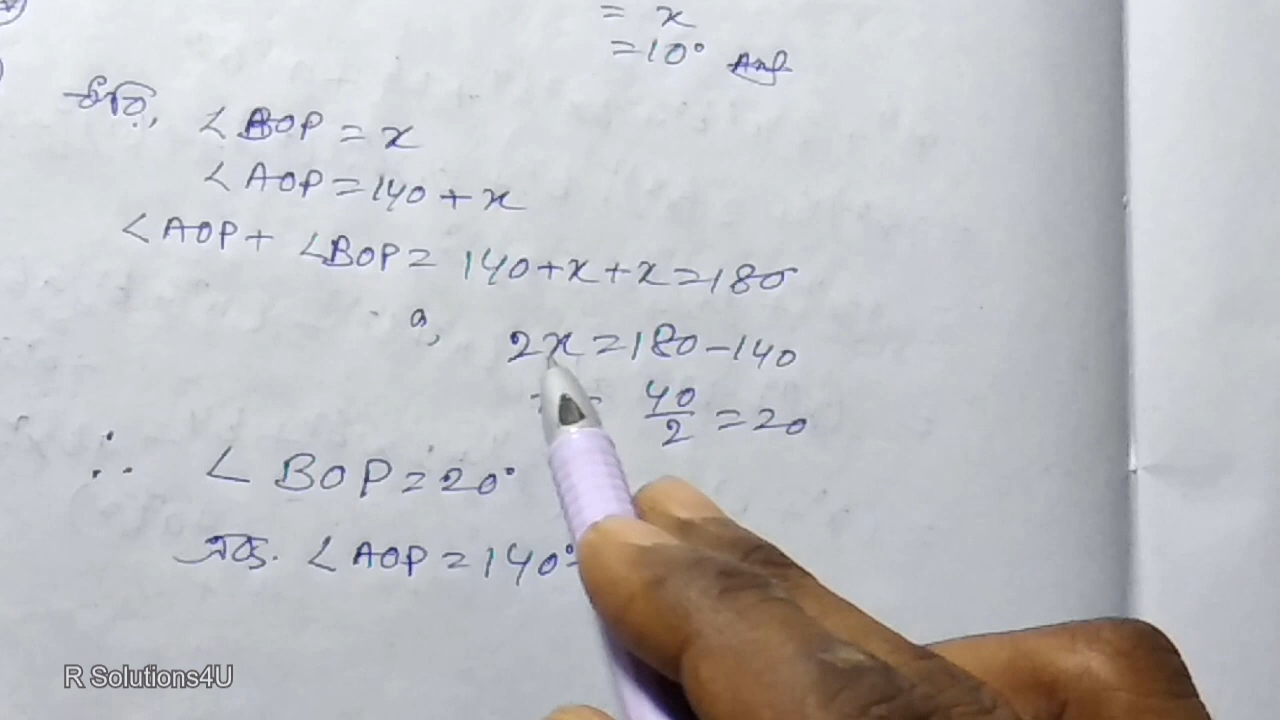 = x
= 10° Ans
ধরি, ∠BOP = x
∠AOP = 140 + x
∠AOP + ∠BOP = 140 + x + x = 180
a, 2x = 180 - 140
= 40/2 = 20
∴ ∠BOP = 20°
∠AOP = 140°
R Solutions4U